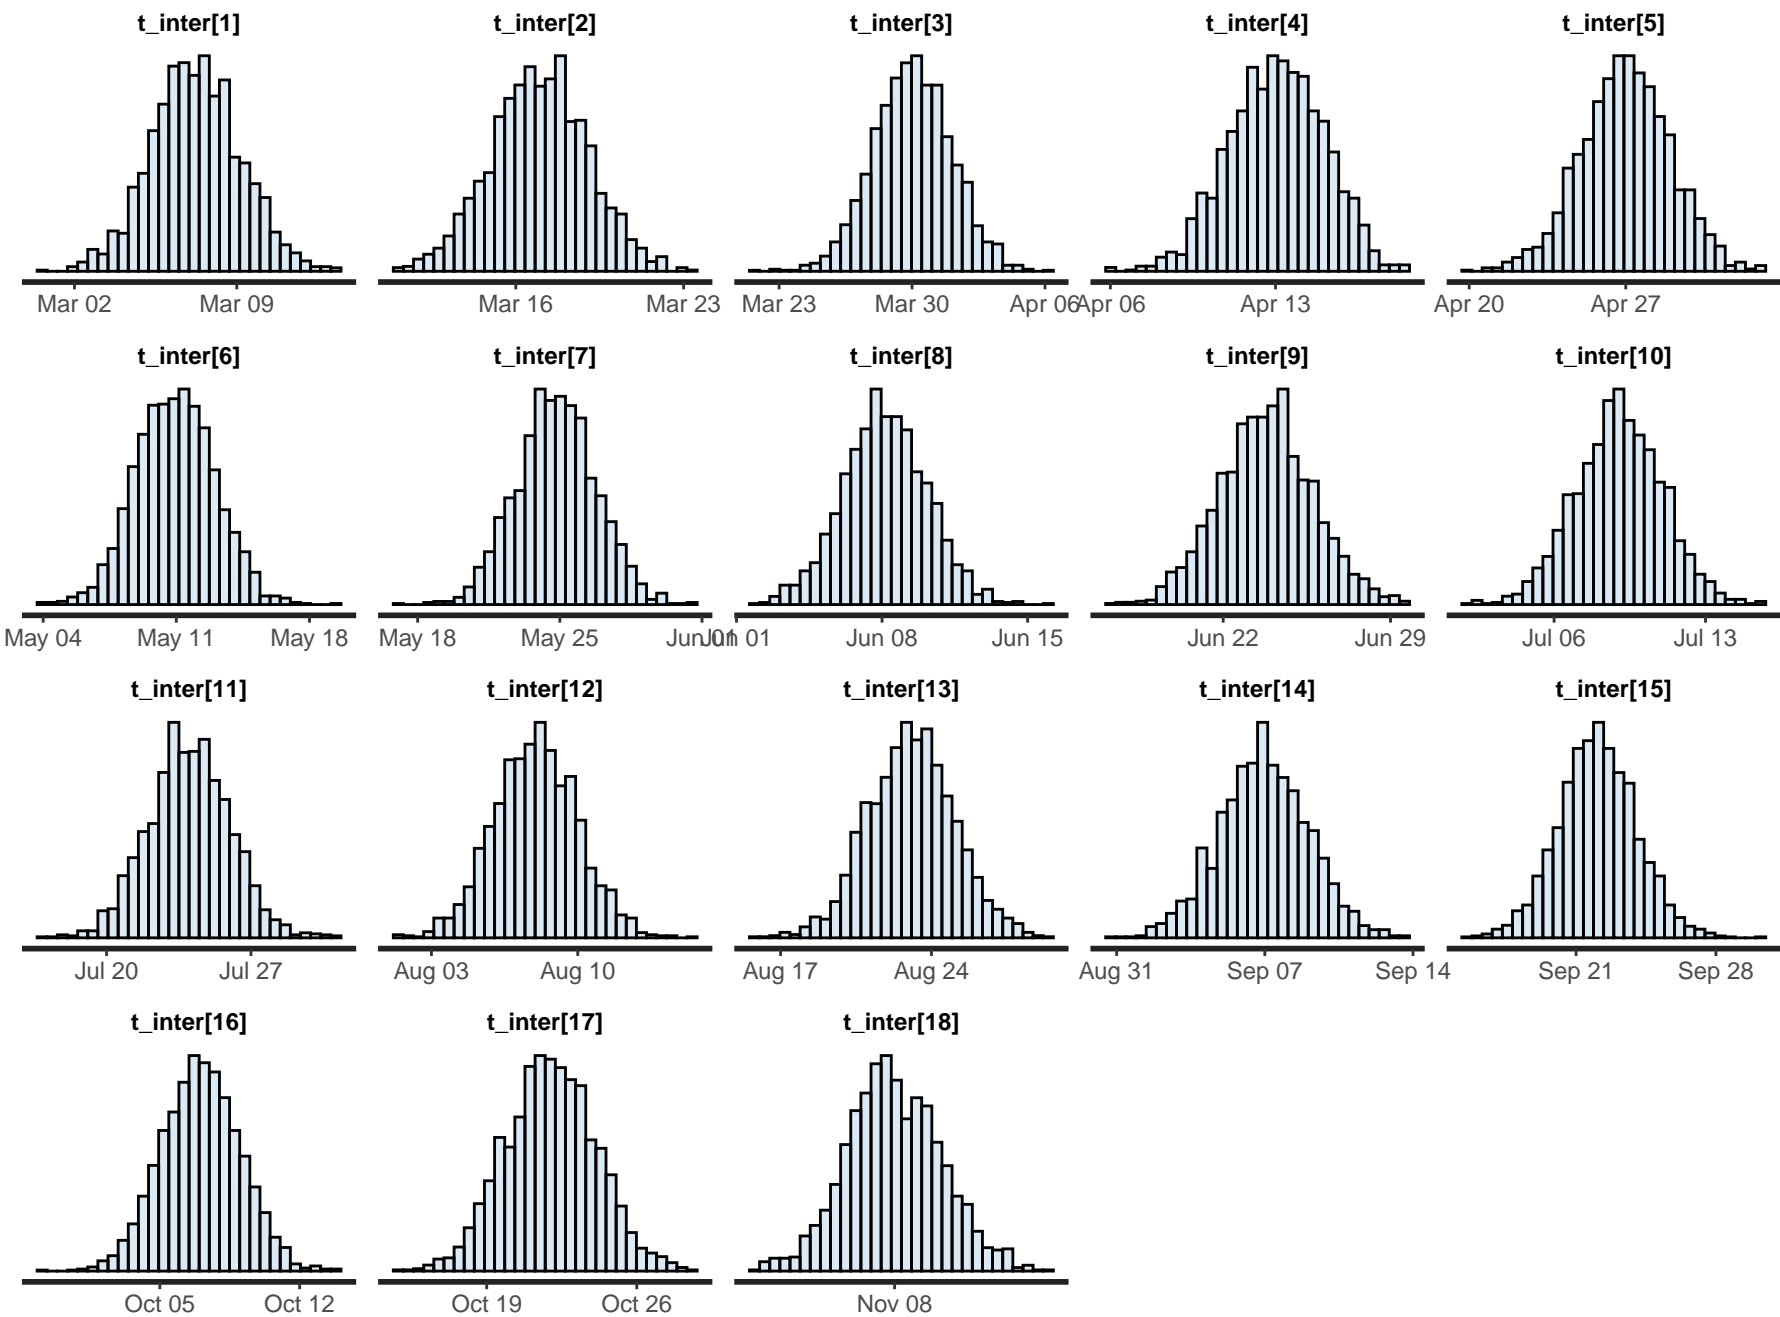 t_inter[1] t_inter[2] t_inter[3] t_inter[4] t_inter[5]
Mar 02 Mar 09 Mar 16 Mar 23 Mar 23 Mar 30 Apr 06 Apr 06 Apr 13 Apr 20 Apr 27
t_inter[6] t_inter[7] t_inter[8] t_inter[9] t_inter[10]
May 04 May 11 May 18 May 18 May 25 Jun 01 Jun 01 Jun 08 Jun 15 Jun 22 Jun 29 Jul 06 Jul 13
t_inter[11] t_inter[12] t_inter[13] t_inter[14] t_inter[15]
Jul 20 Jul 27 Aug 03 Aug 10 Aug 17 Aug 24 Aug 31 Sep 07 Sep 14 Sep 21 Sep 28
t_inter[16] t_inter[17] t_inter[18]
Oct 05 Oct 12 Oct 19 Oct 26 Nov 08